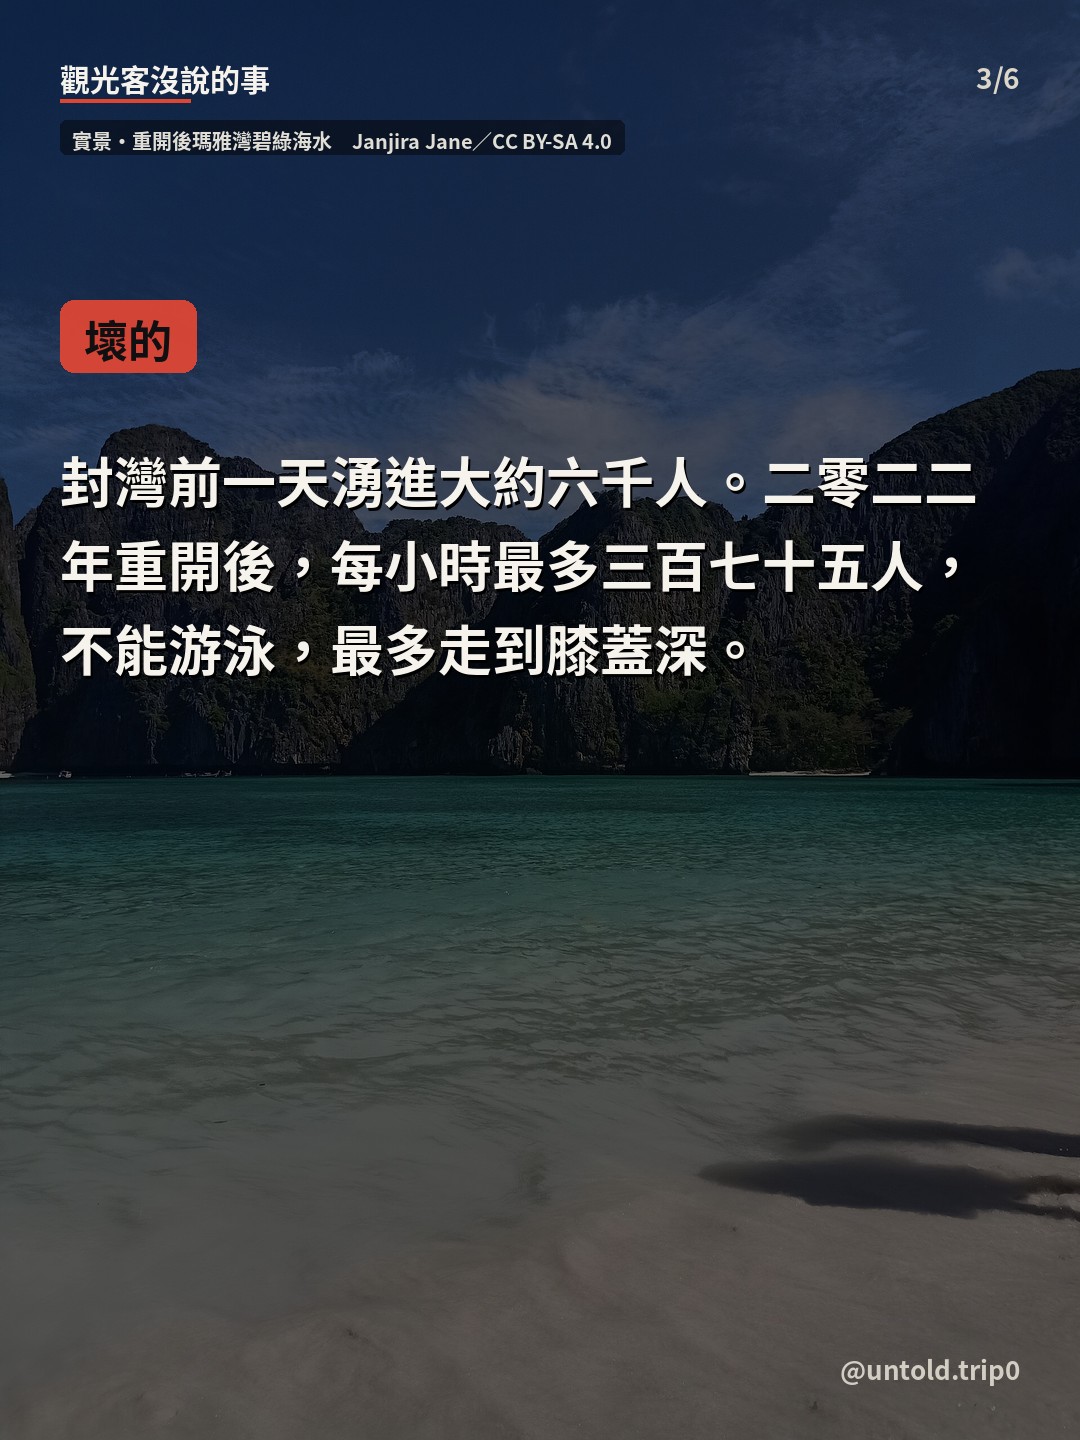 觀光客沒說的事
3/6
實景・重開後瑪雅灣碧綠海水　Janjira Jane／CC BY-SA 4.0
壞的
封灣前一天湧進大約六千人。二零二二
年重開後，每小時最多三百七十五人，
不能游泳，最多走到膝蓋深。
@untold.trip0